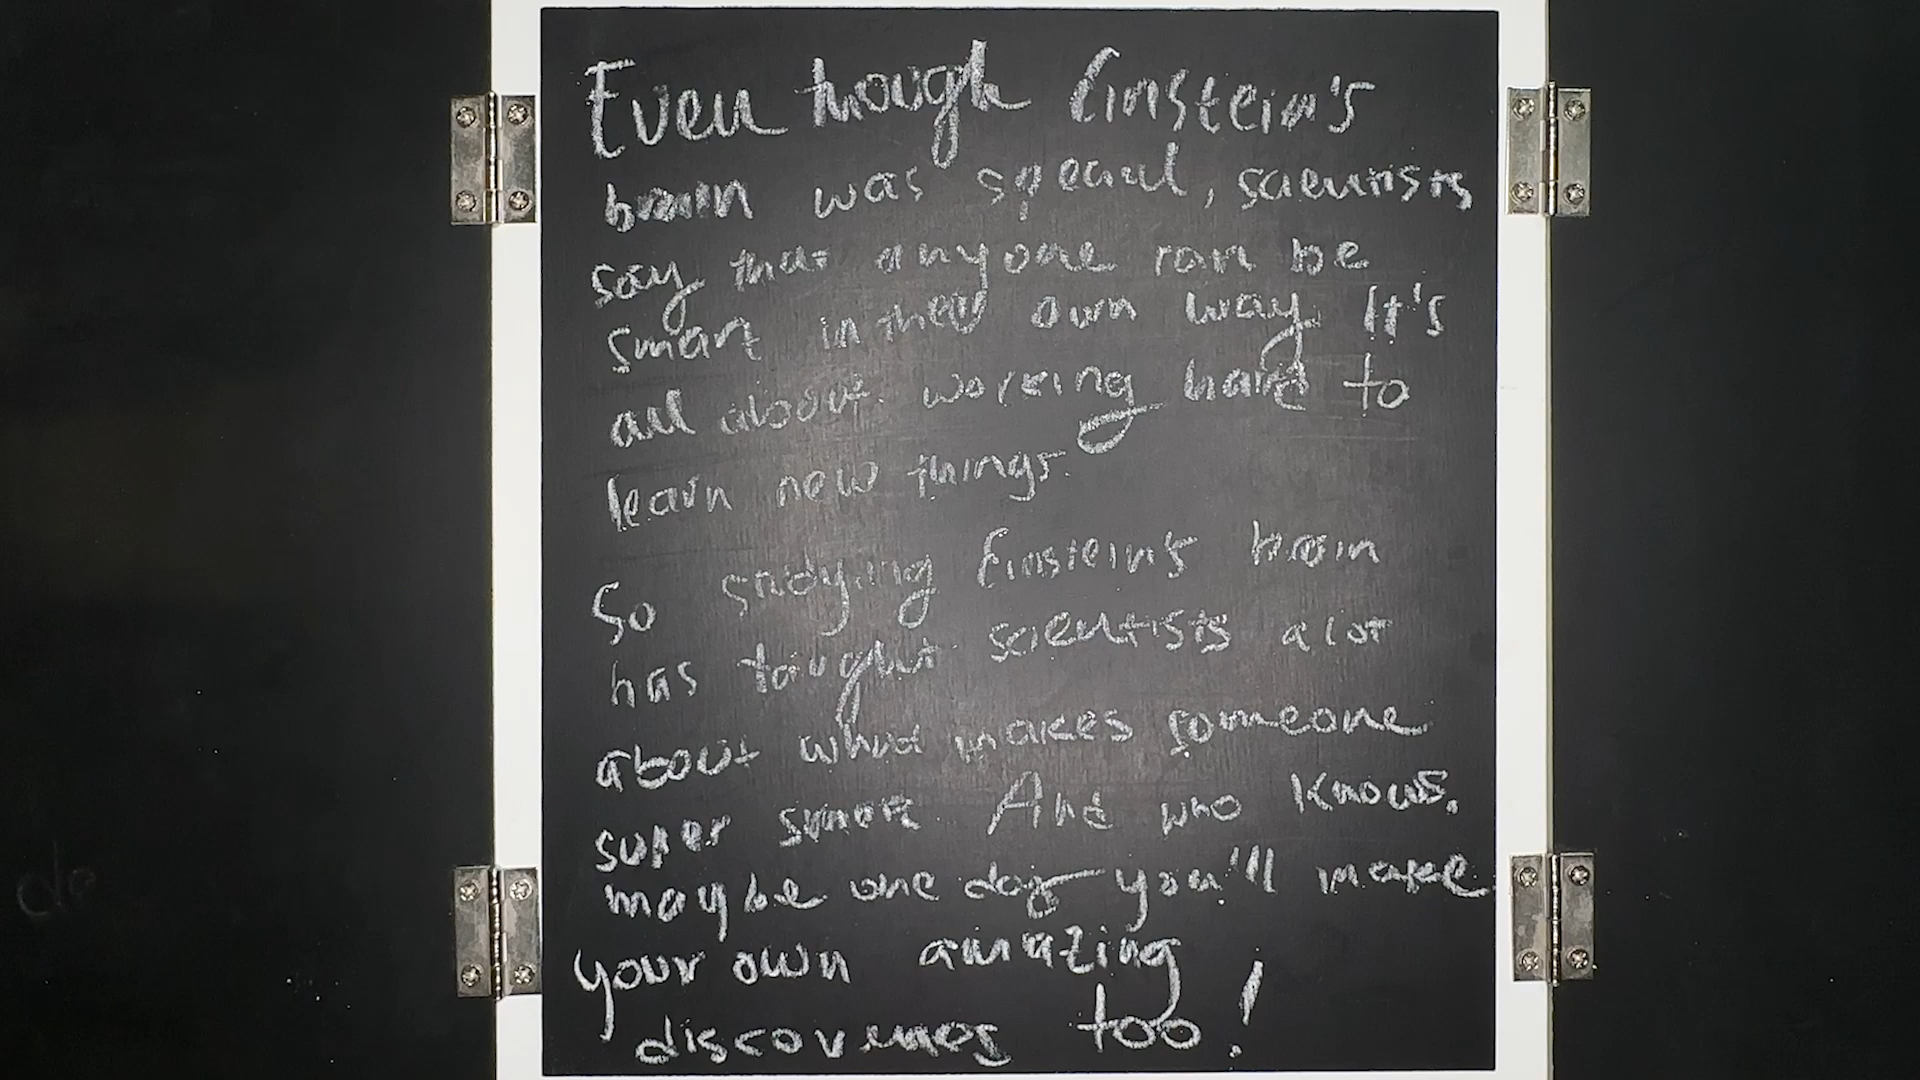 Even though Einstein's
brain was special, scientists
say that anyone can be
smart in their own way. It's
all about working hard to
learn new things.
So studying Einstein's brain
has taught scientists a lot
about what makes someone
super smart. And who knows,
maybe one day you'll make
your own amazing
discoveries too!
de